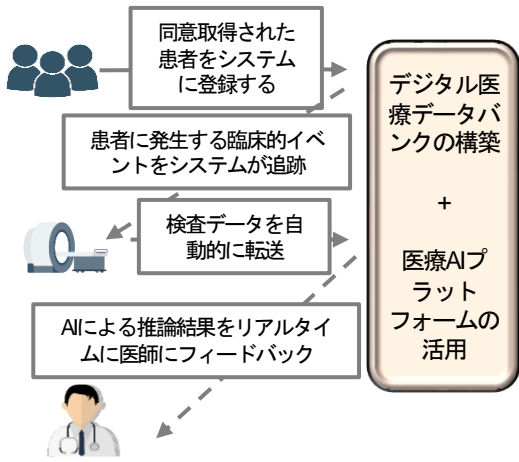 同意取得された
患者をシステム
に登録する
患者に発生する臨床的イベ
ントをシステムが追跡
検査データを自
動的に転送
AIによる推論結果をリアルタイ
ムに医師にフィードバック
デジタル医
療データバ
ンクの構築
+
医療AIプ
ラット
フォームの
活用